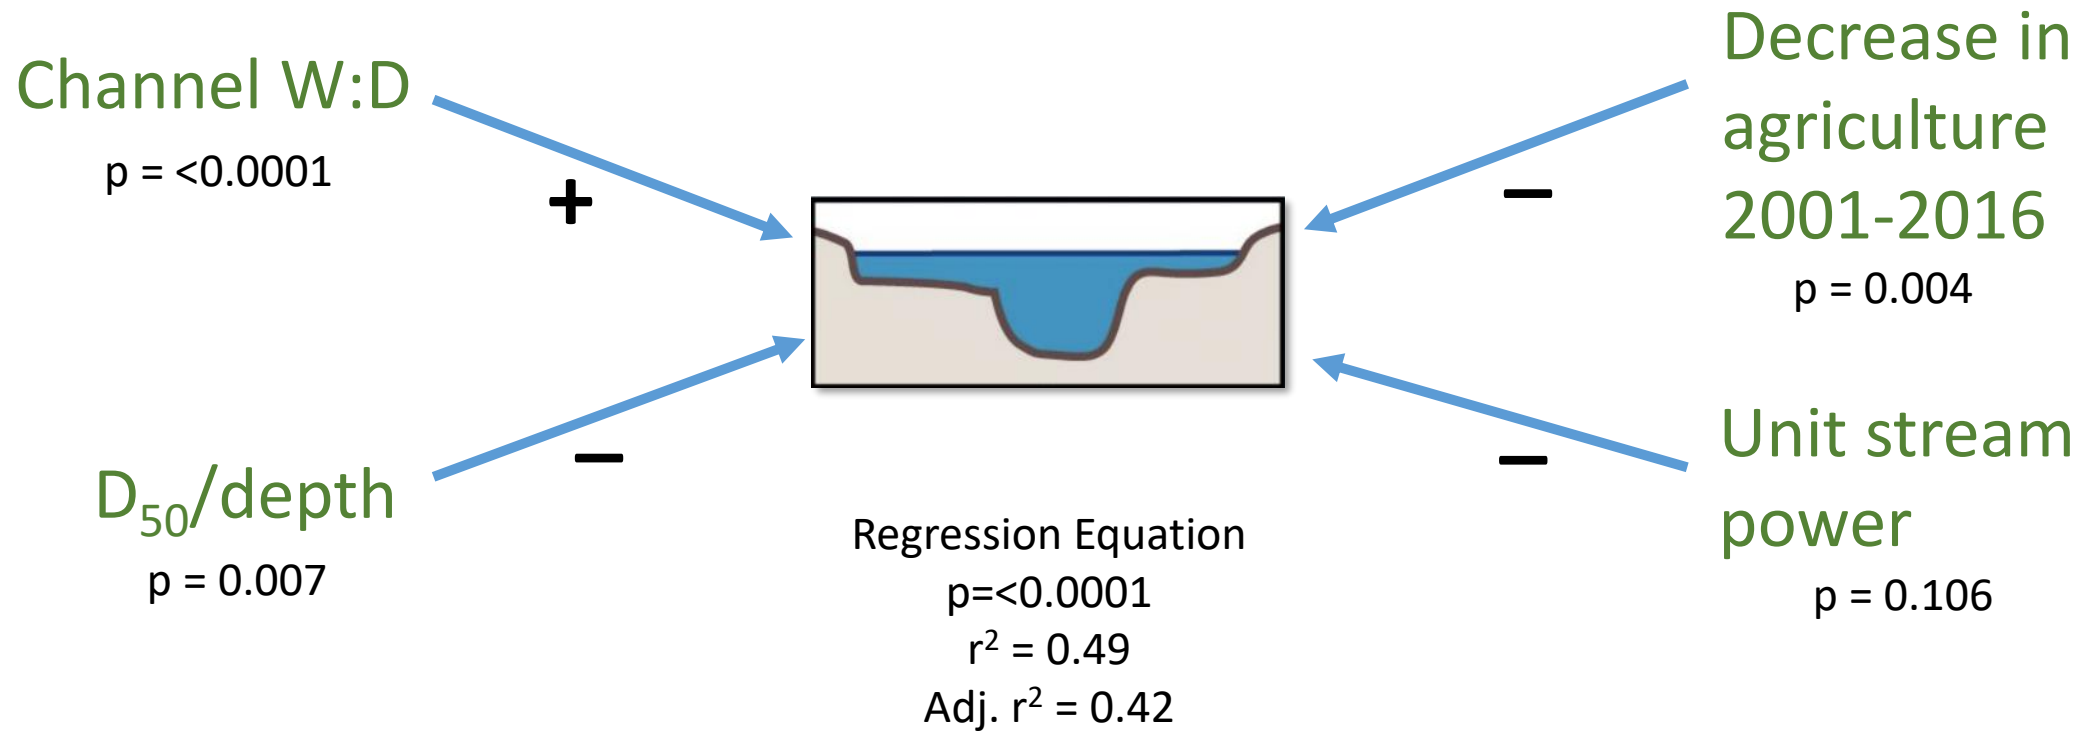 Channel W:D
p = <0.0001
+
D50/depth
p = 0.007
–
Decrease in
agriculture
2001-2016
p = 0.004
–
Unit stream
power
p = 0.106
–
Regression Equation
p=<0.0001
r² = 0.49
Adj. r² = 0.42